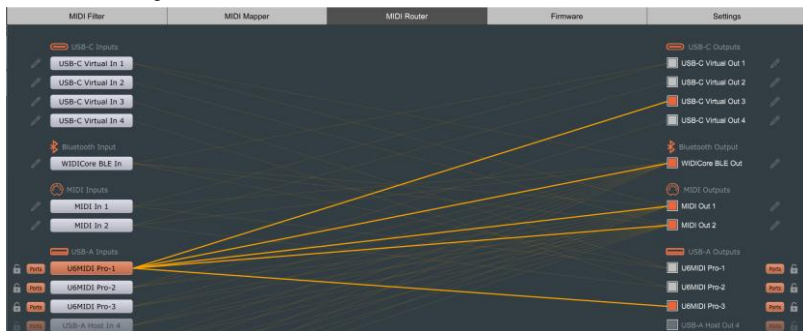 MIDI Filter
MIDI Mapper
MIDI Router
Firmware
Settings
USB-C Inputs
USB-C Virtual In 1
USB-C Virtual In 2
USB-C Virtual In 3
USB-C Virtual In 4
Bluetooth Input
WIDICore BLE In
MIDI Inputs
MIDI In 1
MIDI In 2
USB-A Inputs
Ports U6MIDI Pro-1
Ports U6MIDI Pro-2
Ports U6MIDI Pro-3
Ports USB-A Host In 4
USB-C Outputs
USB-C Virtual Out 1
USB-C Virtual Out 2
USB-C Virtual Out 3
USB-C Virtual Out 4
Bluetooth Output
WIDICore BLE Out
MIDI Outputs
MIDI Out 1
MIDI Out 2
USB-A Outputs
U6MIDI Pro-1 Ports
U6MIDI Pro-2 Ports
U6MIDI Pro-3 Ports
USB-A Host Out 4 Ports